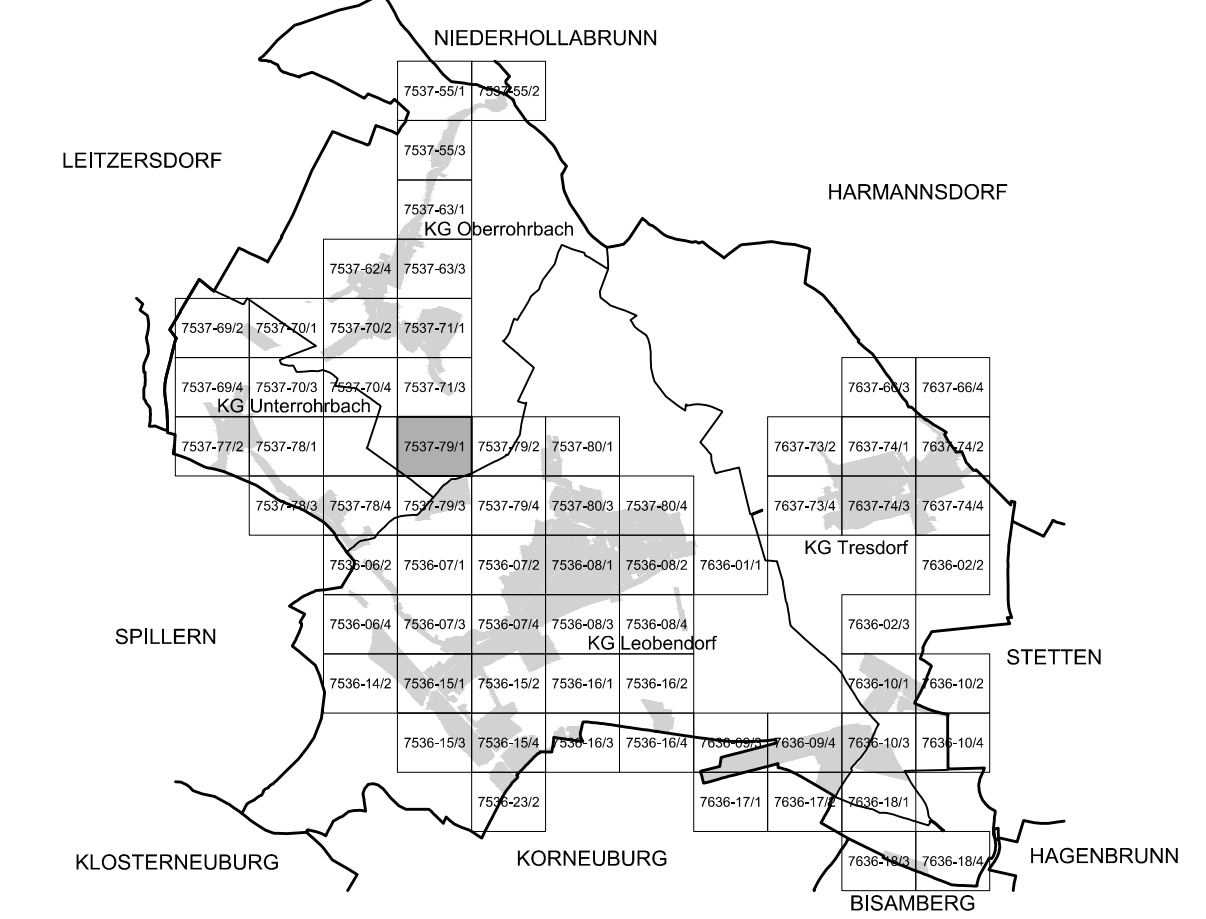 NIEDERHOLLABRUNN
7537-55/1 7537-55/2
7537-55/3
LEITZERSDORF
HARMANNSDORF
7537-63/1
KG Oberrohrbach
7537-62/4 7537-63/3
7537-69/2 7537-70/1 7537-70/2 7537-71/1
7537-69/4 7537-70/3 7537-70/4 7537-71/3 7637-66/3 7637-66/4
KG Unterrohrbach
7537-77/2 7537-78/1 7537-79/1 7537-79/2 7537-80/1 7637-73/2 7637-74/1 7637-74/2
7537-78/3 7537-78/4 7537-79/3 7537-79/4 7537-80/3 7537-80/4 7637-73/4 7637-74/3 7637-74/4
KG Tresdorf
7536-06/2 7536-07/1 7536-07/2 7536-08/1 7536-08/2 7636-01/1 7636-02/2
7536-06/4 7536-07/3 7536-07/4 7536-08/3 7536-08/4 7636-02/3
SPILLERN
KG Leobendorf
STETTEN
7536-14/2 7536-15/1 7536-15/2 7536-16/1 7536-16/2 7636-10/1 7636-10/2
7536-15/3 7536-15/4 7536-16/3 7536-16/4 7636-09/3 7636-09/4 7636-10/3 7636-10/4
7536-23/2 7636-17/1 7636-17/2 7636-18/1
KLOSTERNEUBURG
KORNEUBURG
7636-18/3 7636-18/4
HAGENBRUNN
BISAMBERG